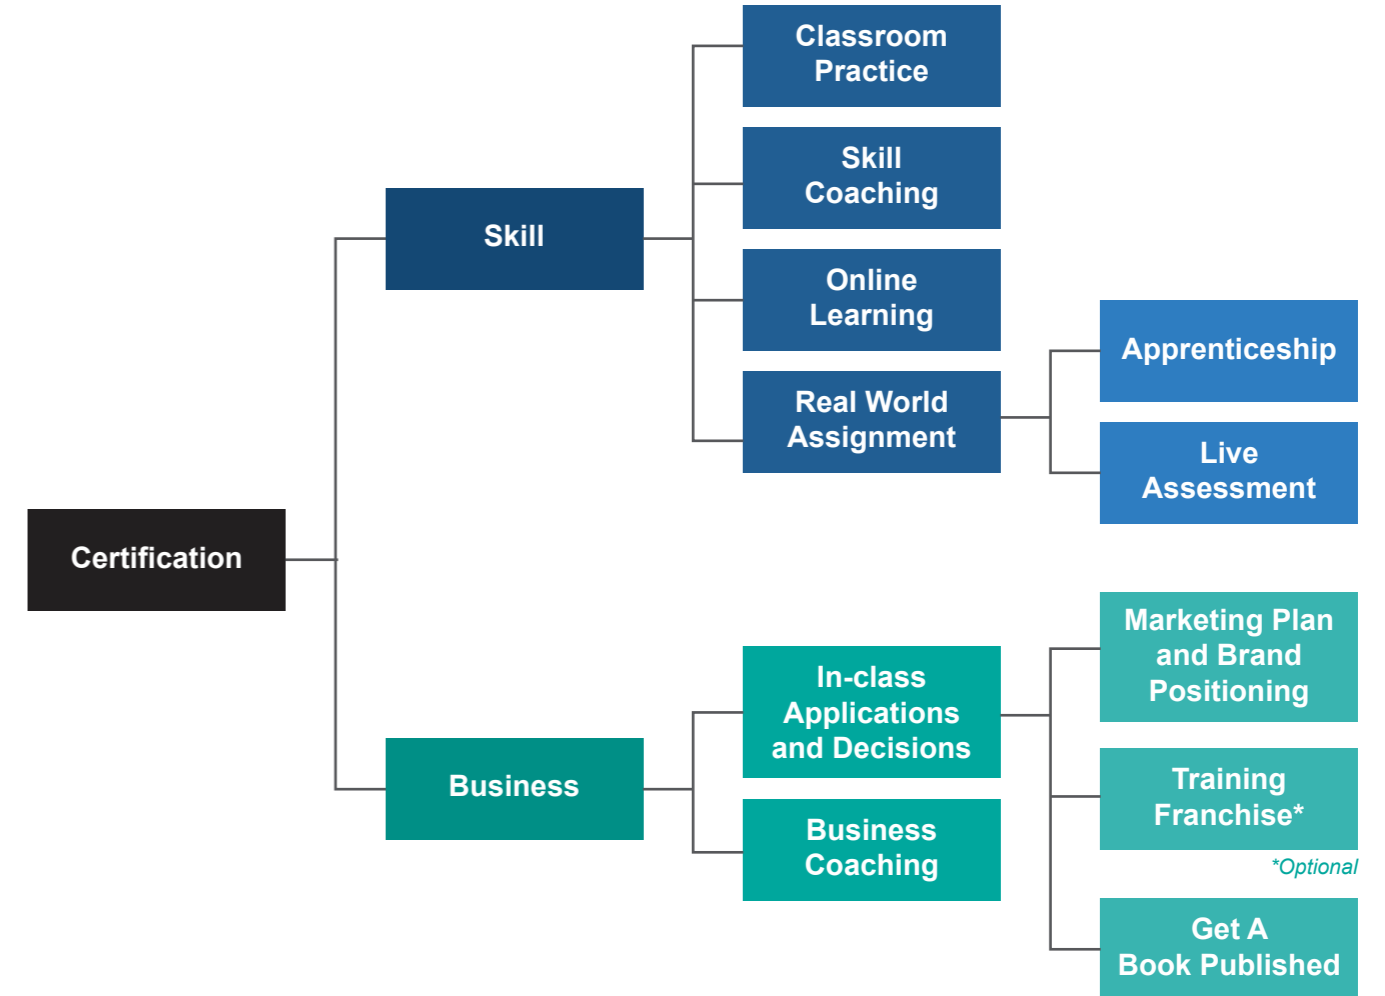 Classroom
Practice
Skill
Coaching
Skill
Online
Learning
Apprenticeship
Real World
Assignment
Live
Assessment
Certification
Marketing Plan
and Brand
Positioning
In-class
Applications
and Decisions
Business
Training
Franchise*
Business
Coaching
*Optional
Get A
Book Published